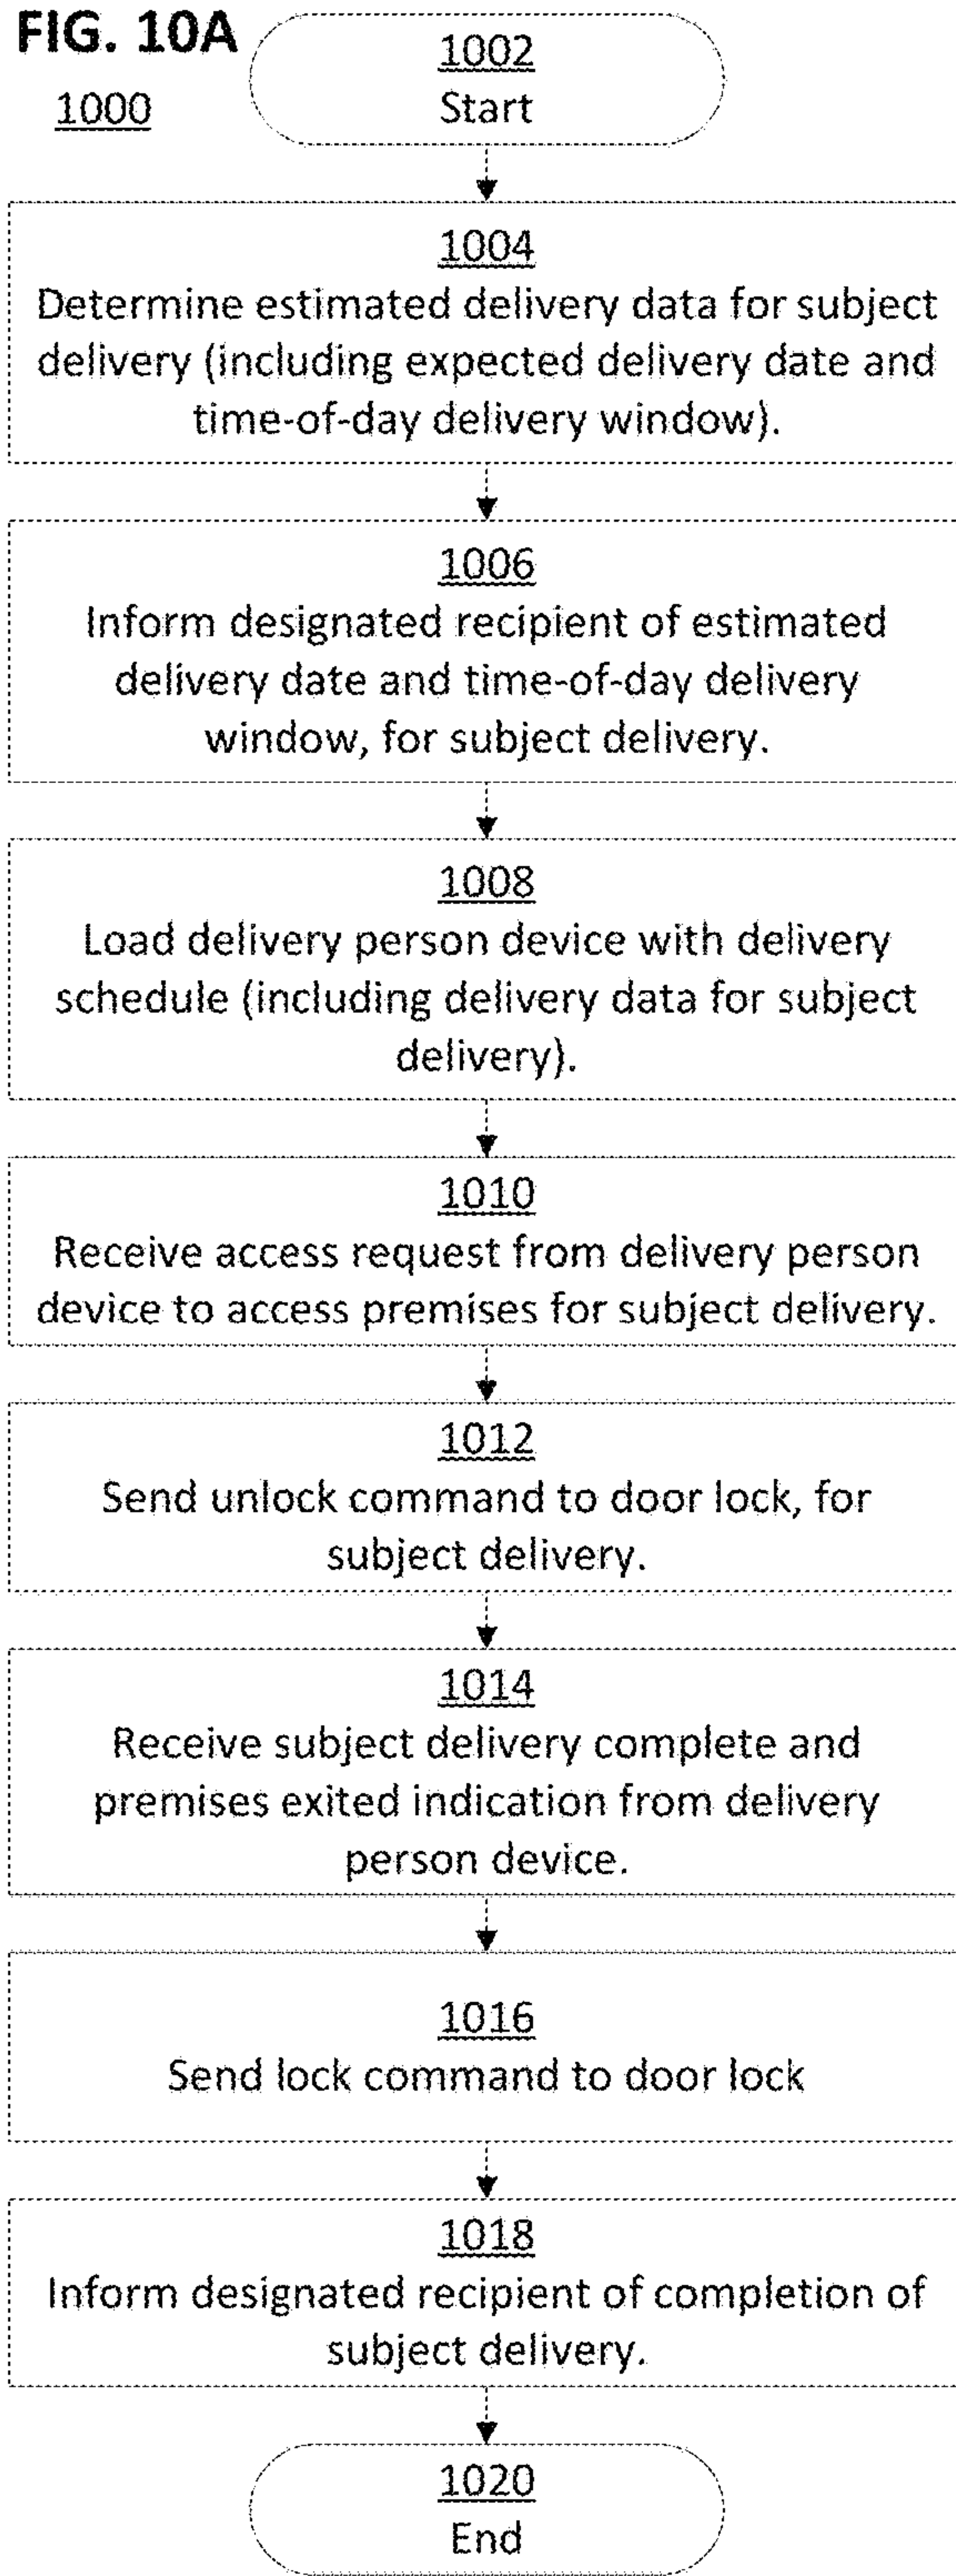 FIG. 10A
1000
1002
Start
1004
Determine estimated delivery data for subject
delivery (including expected delivery date and
time-of-day delivery window).
1006
Inform designated recipient of estimated
delivery date and time-of-day delivery
window, for subject delivery.
1008
Load delivery person device with delivery
schedule (including delivery data for subject
delivery).
1010
Receive access request from delivery person
device to access premises for subject delivery.
1012
Send unlock command to door lock, for
subject delivery.
1014
Receive subject delivery complete and
premises exited indication from delivery
person device.
1016
Send lock command to door lock
1018
Inform designated recipient of completion of
subject delivery.
1020
End